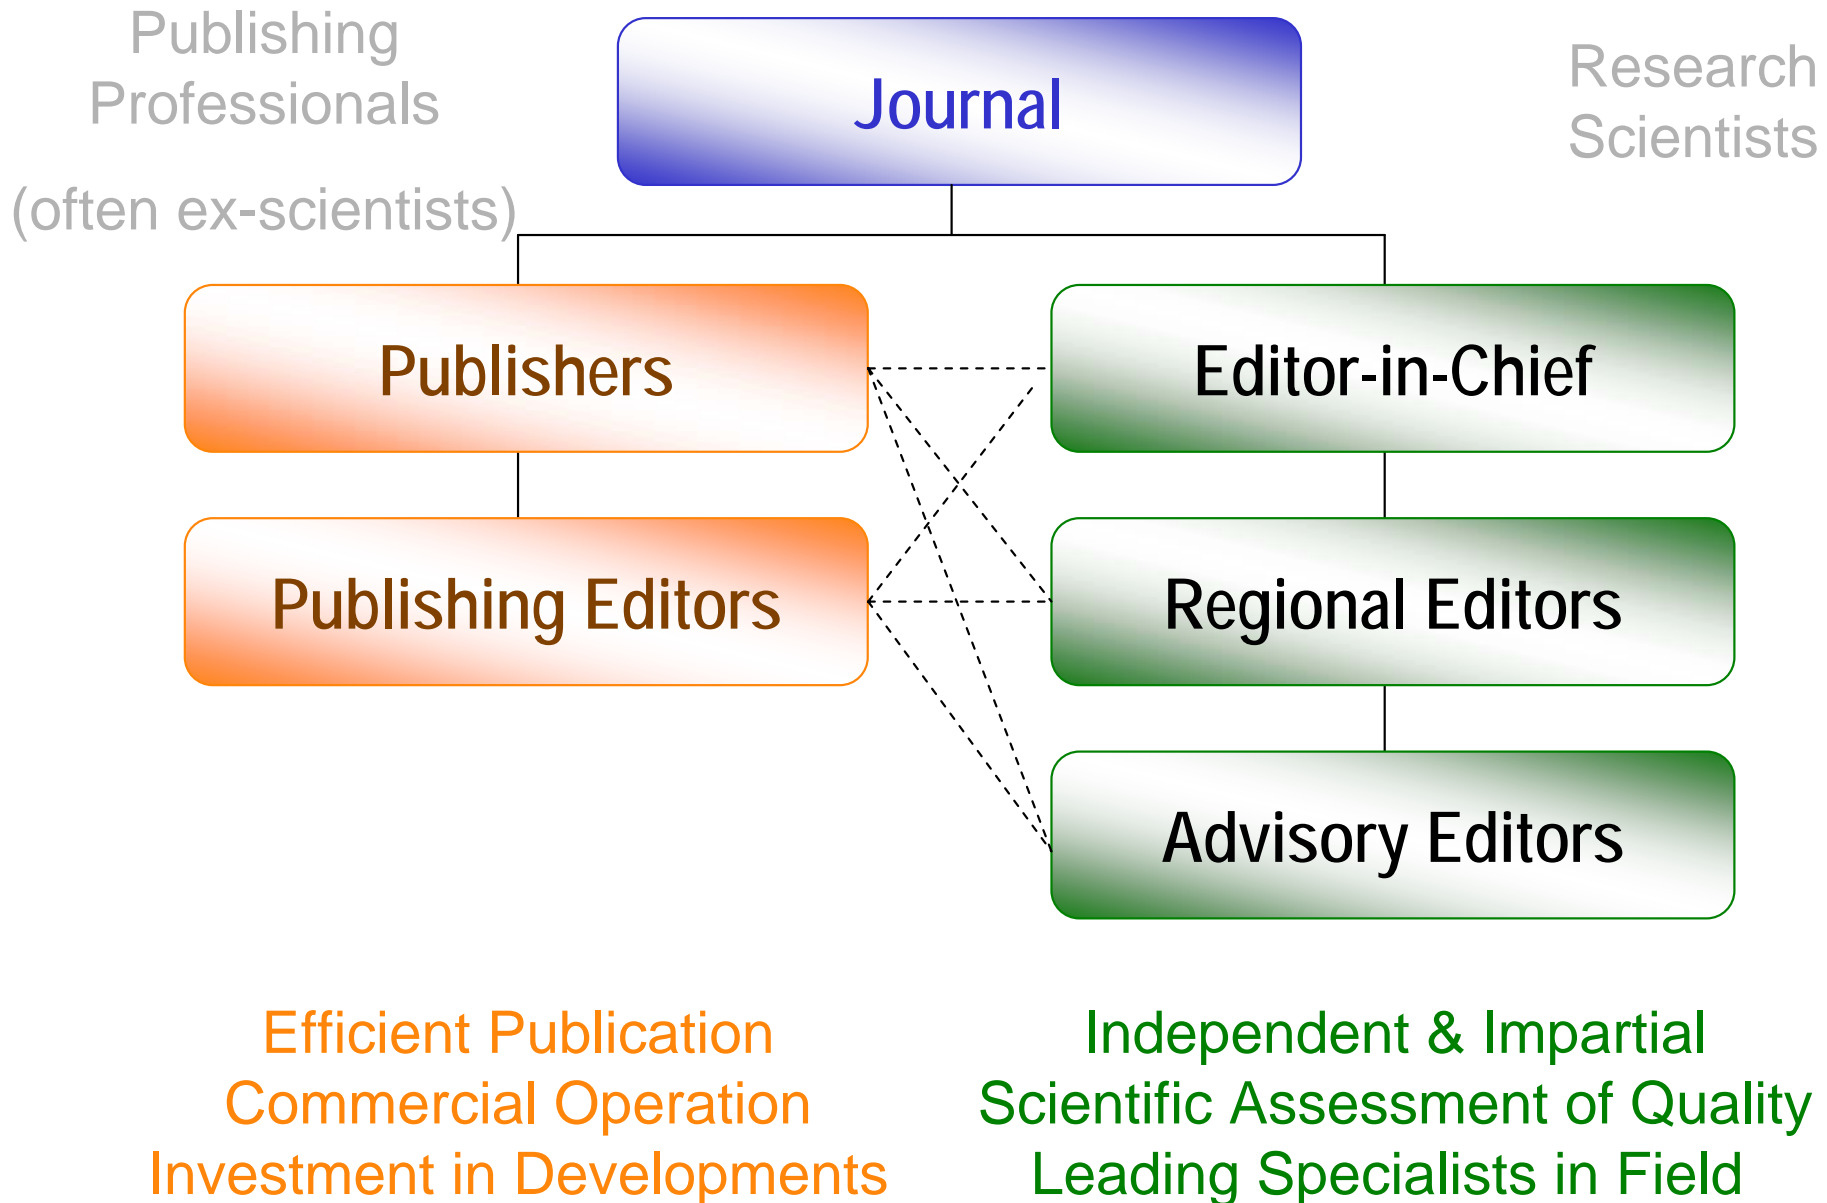 Publishing
Professionals
(often ex-scientists)
Journal
Research
Scientists
Publishers
Editor-in-Chief
Publishing Editors
Regional Editors
Advisory Editors
Efficient Publication
Commercial Operation
Investment in Developments
Independent & Impartial
Scientific Assessment of Quality
Leading Specialists in Field